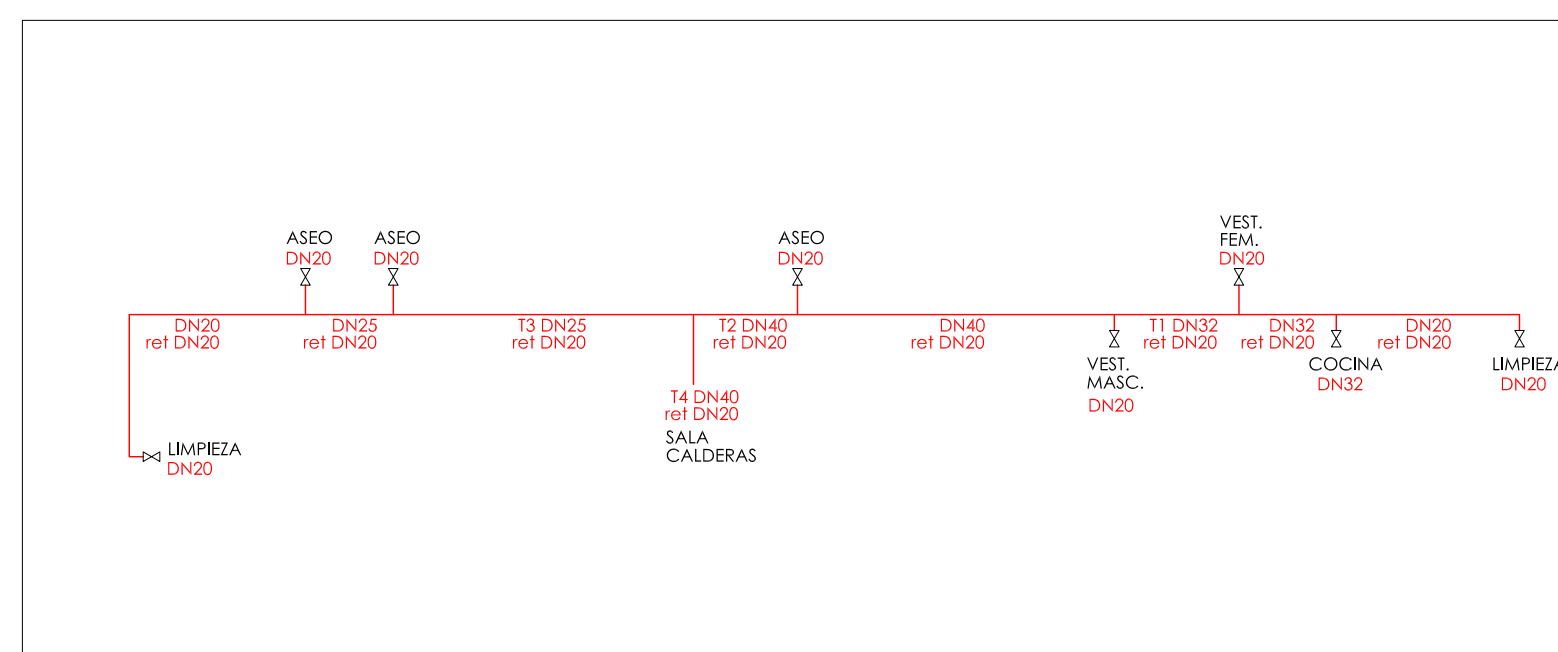 ASEO
DN20
ASEO
DN20
ASEO
DN20
VEST.
FEM.
DN20
DN20
ret DN20
DN25
ret DN20
T3 DN25
ret DN20
T2 DN40
ret DN20
DN40
ret DN20
T1 DN32
ret DN20
DN32
ret DN20
DN20
ret DN20
VEST.
MASC.
DN20
COCINA
DN32
LIMPIEZA
DN20
T4 DN40
ret DN20
SALA
CALDERAS
LIMPIEZA
DN20